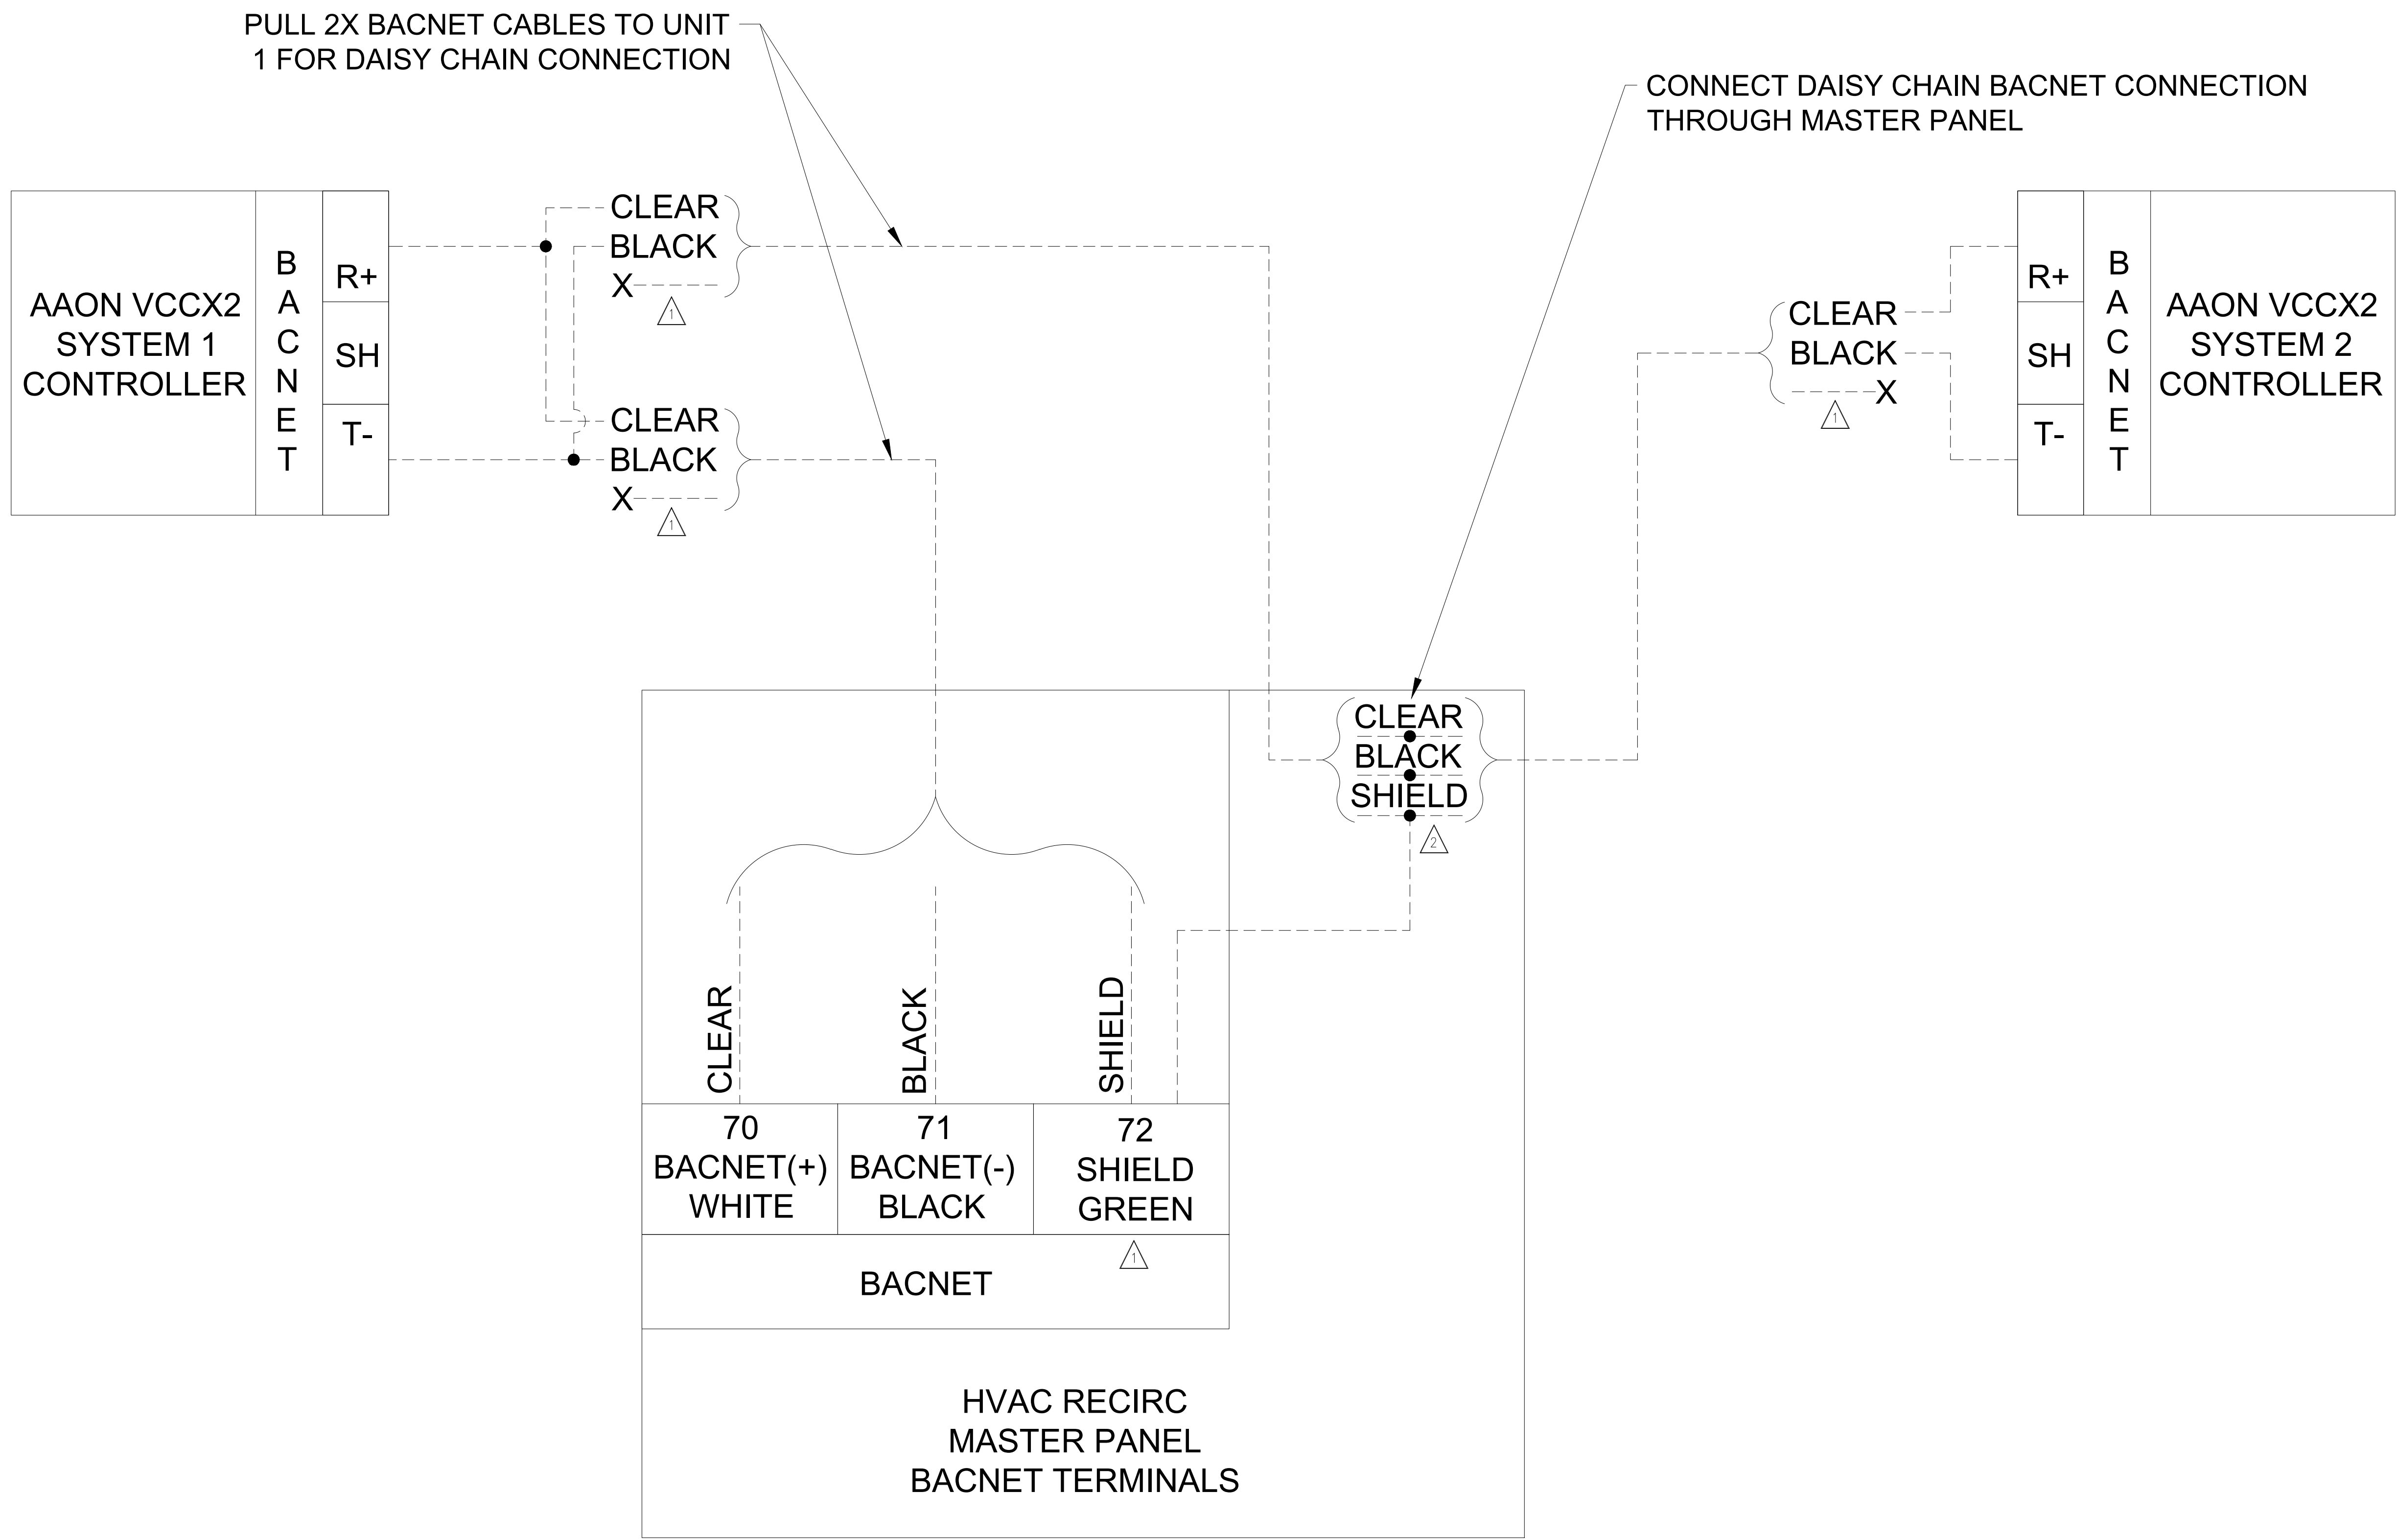 PULL 2X BACNET CABLES TO UNIT
1 FOR DAISY CHAIN CONNECTION
CONNECT DAISY CHAIN BACNET CONNECTION
THROUGH MASTER PANEL
AAON VCCX2
SYSTEM 1
CONTROLLER
BACNET
R+
SH
T-
CLEAR
BLACK
X
1
CLEAR
BLACK
X
1
CLEAR
BLACK
X
1
R+
SH
T-
BACNET
AAON VCCX2
SYSTEM 2
CONTROLLER
CLEAR
BLACK
SHIELD
2
CLEAR
BLACK
SHIELD
70
BACNET(+)
WHITE
71
BACNET(-)
BLACK
72
SHIELD
GREEN
1
BACNET
HVAC RECIRC
MASTER PANEL
BACNET TERMINALS